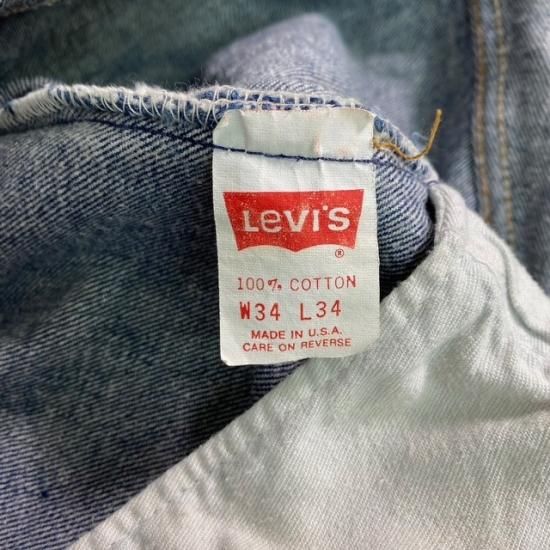 LEVI'S
®
100% COTTON
W34 L34
MADE IN U.S.A.
CARE ON REVERSE